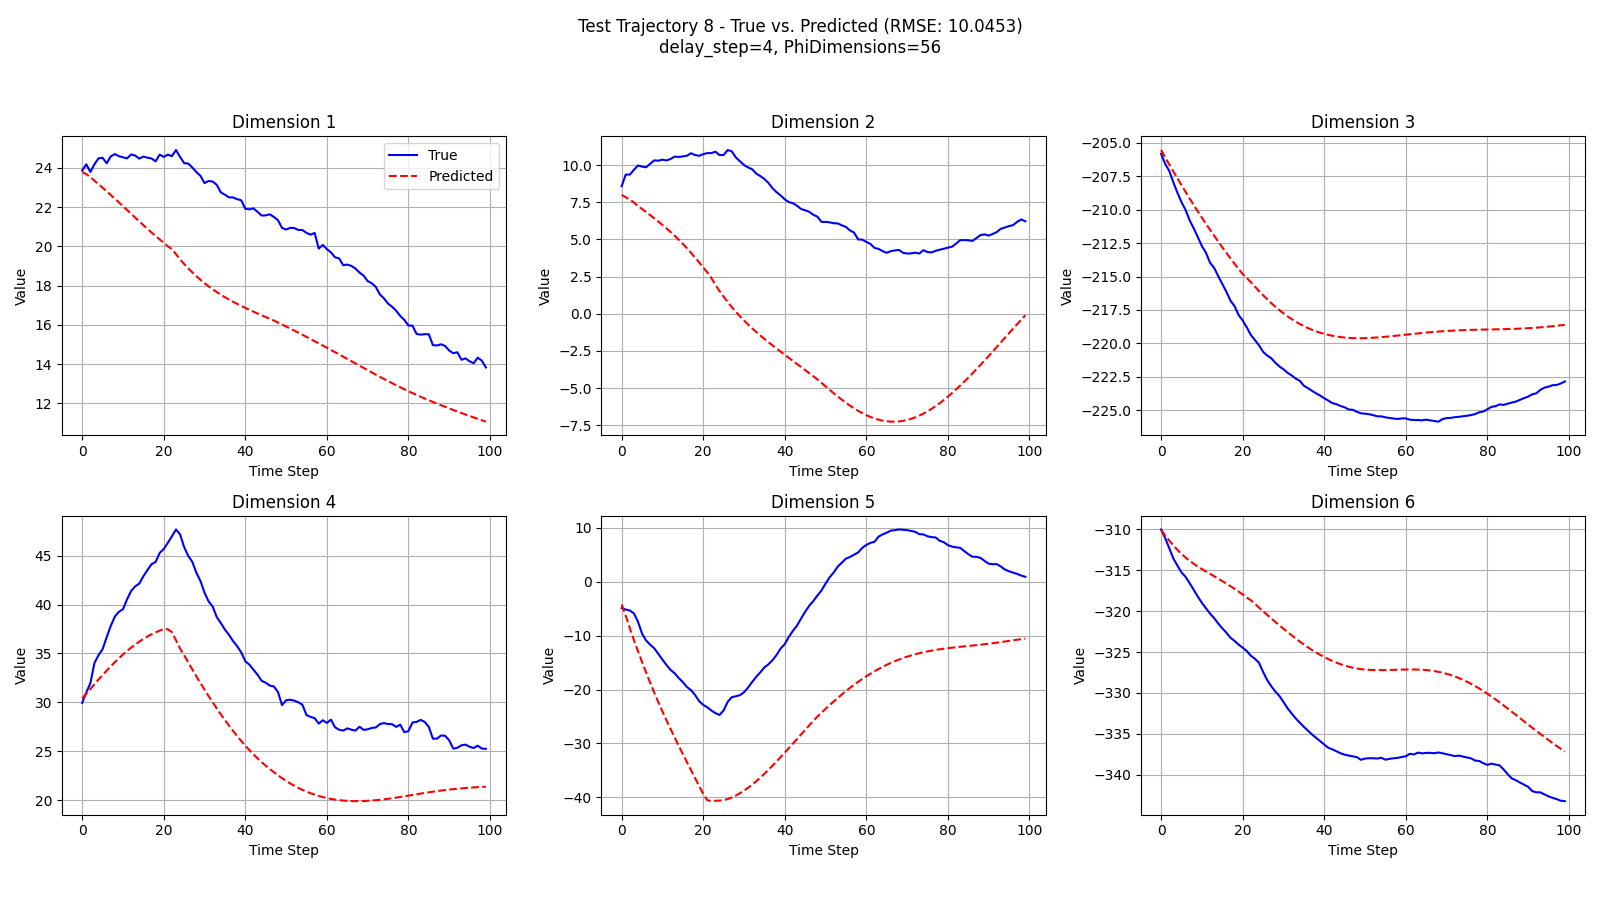 Test Trajectory 8 - True vs. Predicted (RMSE: 10.0453)
delay_step=4, PhiDimensions=56
Dimension 1
24
22
20
18
16
14
12
Value
0 20 40 60 80 100
Time Step
True
Predicted
Dimension 2
10.0
7.5
5.0
2.5
0.0
−2.5
−5.0
−7.5
Value
0 20 40 60 80 100
Time Step
Dimension 3
−205.0
−207.5
−210.0
−212.5
−215.0
−217.5
−220.0
−222.5
−225.0
Value
0 20 40 60 80 100
Time Step
Dimension 4
45
40
35
30
25
20
Value
0 20 40 60 80 100
Time Step
Dimension 5
10
0
−10
−20
−30
−40
Value
0 20 40 60 80 100
Time Step
Dimension 6
−310
−315
−320
−325
−330
−335
−340
Value
0 20 40 60 80 100
Time Step